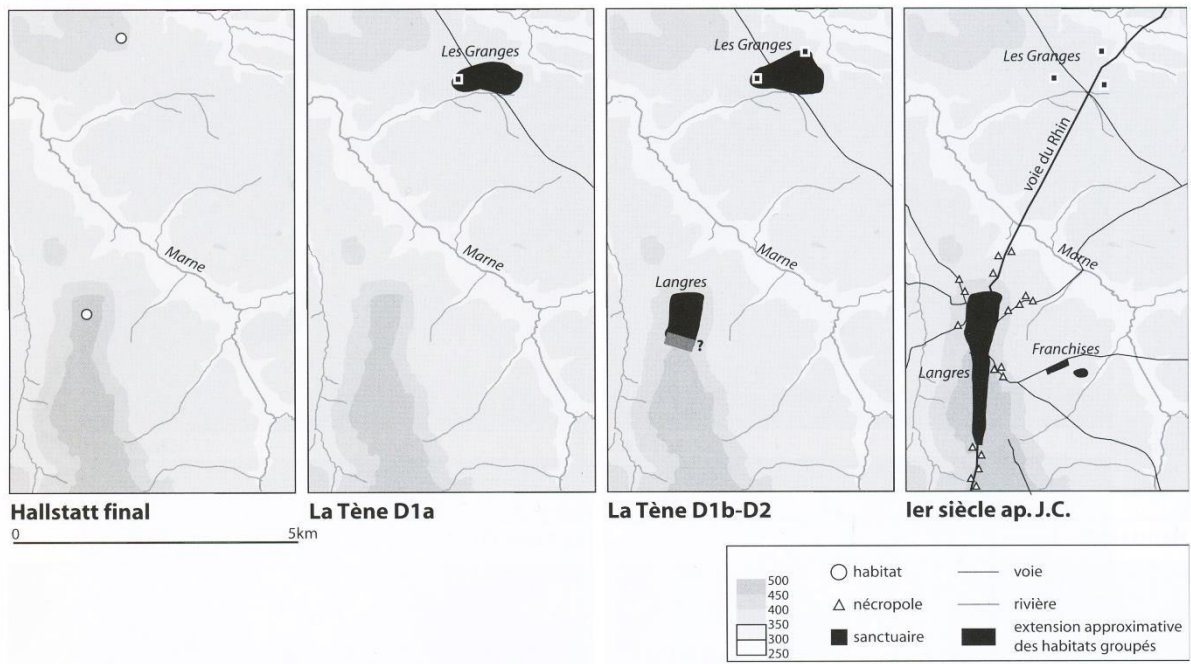 Marne
Hallstatt final
0 5km
Les Granges
Marne
La Tène D1a
Les Granges
Marne
Langres
?
La Tène D1b-D2
Les Granges
voie du Rhin
Marne
Franchises
Langres
Ier siècle ap. J.C.
500
450
400
350
300
250
habitat
nécropole
sanctuaire
voie
rivière
extension approximative
des habitats groupés